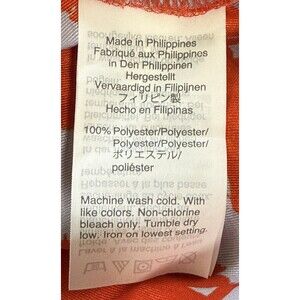 Made in Philippines
Fabriqué aux Philippines
in Den Philippinen
Hergestellt
Vervaardigd in Filipijnen
フィリピン製
Hecho en Filipinas
100% Polyester/Polyester/
Polyester/Polyester/
ポリエステル/
poliéster
Machine wash cold. With
like colors. Non-chlorine
bleach only. Tumble dry
low. Iron on lowest setting.